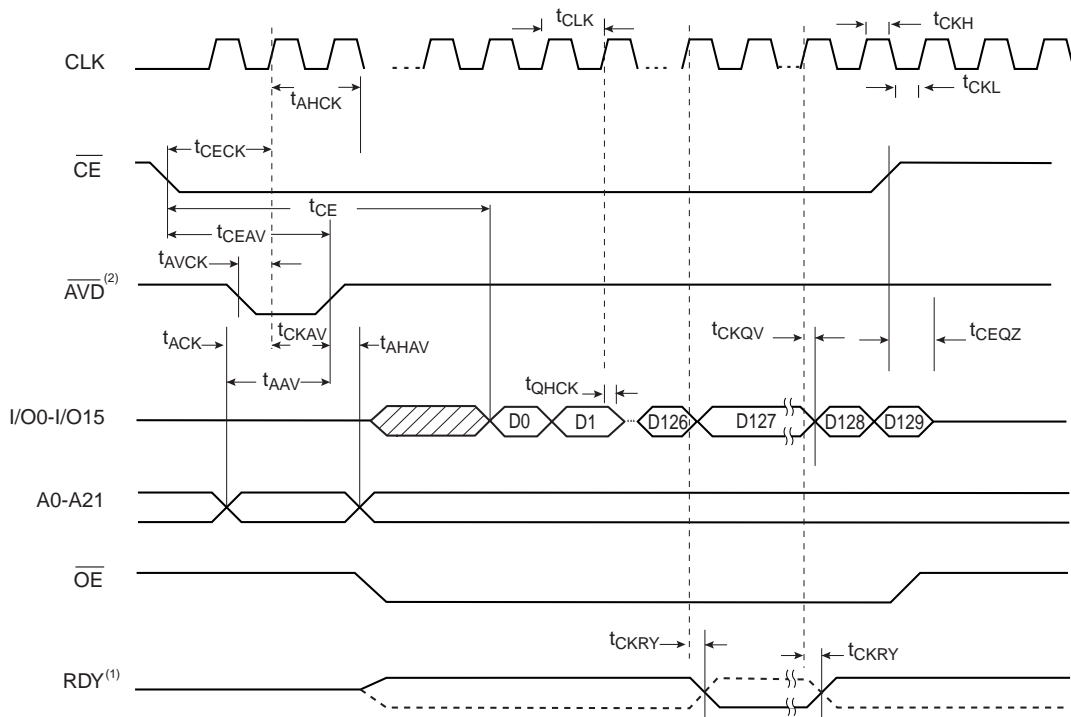 tCLK
tCKH
CLK
tCKL
tAHCK
tCECK
CE
tCE
tCEAV
tAVCK
AVD(2)
tCKAV
tCKQV
tCEQZ
tACK
tAHAV
tAAV
tQHCK
I/O0-I/O15
D0
D1
D126
D127
D128
D129
A0-A21
OE
tCKRY
tCKRY
RDY(1)